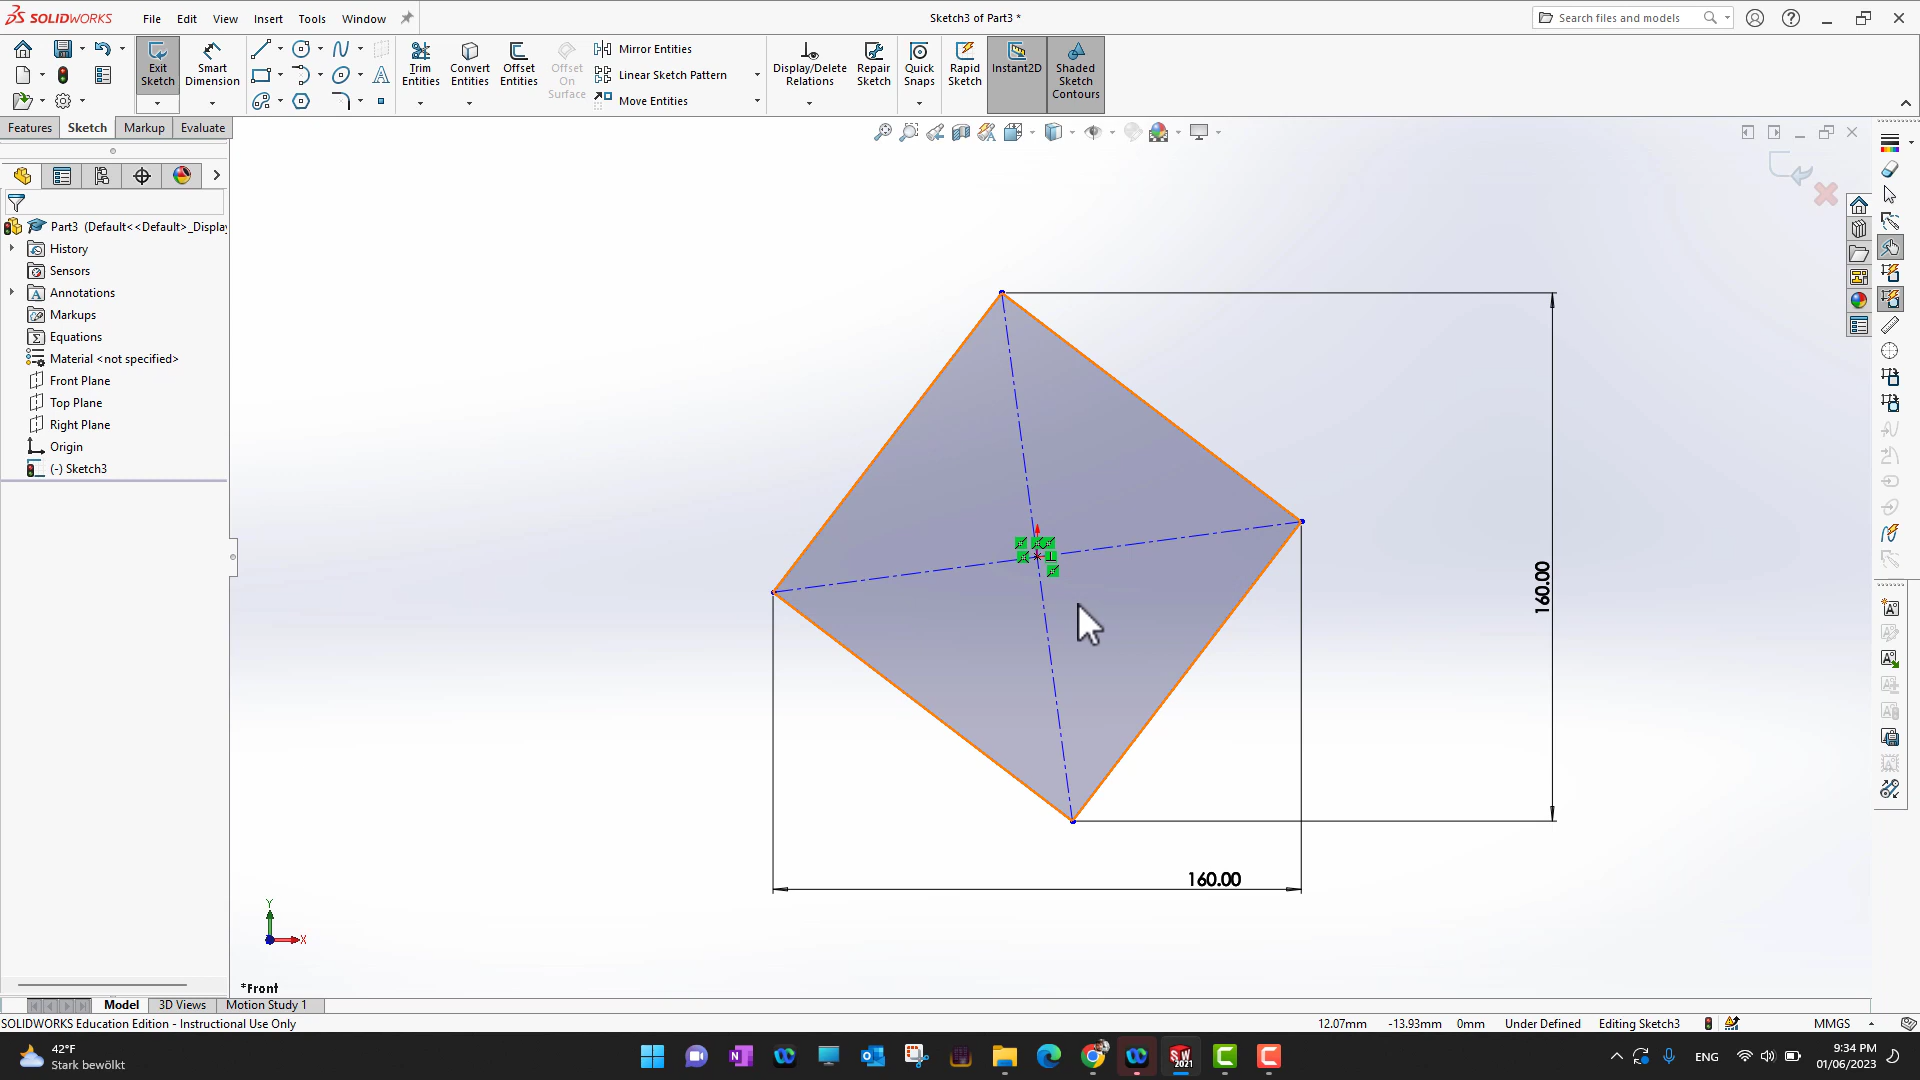 SOLIDWORKS File Edit View Insert Tools Window Sketch3 of Part3 * Search files and models
Exit Sketch
Smart Dimension
Trim Entities
Convert Entities
Offset Entities
Offset On Surface
Mirror Entities
Linear Sketch Pattern
Move Entities
Display/Delete Relations
Repair Sketch
Quick Snaps
Rapid Sketch
Instant2D
Shaded Sketch Contours
Features Sketch Markup Evaluate
Part3 (Default<<Default>_Display
History
Sensors
Annotations
Markups
Equations
Material <not specified>
Front Plane
Top Plane
Right Plane
Origin
(-) Sketch3
160.00
160.00
Y
X
*Front
Model 3D Views Motion Study 1
SOLIDWORKS Education Edition - Instructional Use Only 12.07mm -13.93mm 0mm Under Defined Editing Sketch3 MMGS
42°F
Stark bewölkt
ENG
9:34 PM
01/06/2023